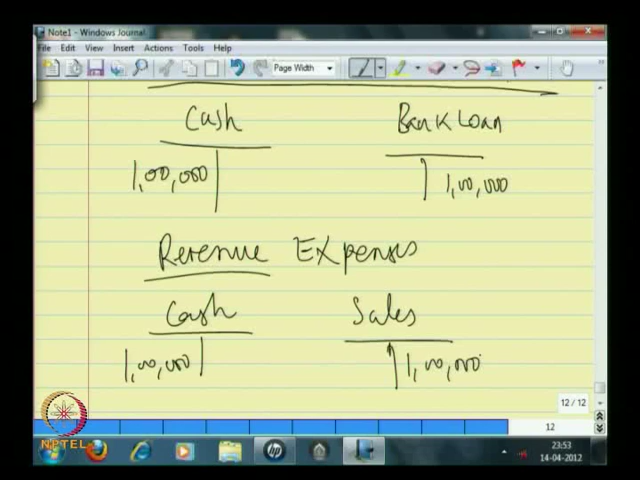 Note1 - Windows Journal
File Edit View Insert Actions Tools Help
Page Width
Cash Bank Loan
1,00,000 1,00,000
Revenue Expenses
Cash Sales
1,00,000 1,00,000
12/12
12
NPTEL
hp
23:53
14-04-2012